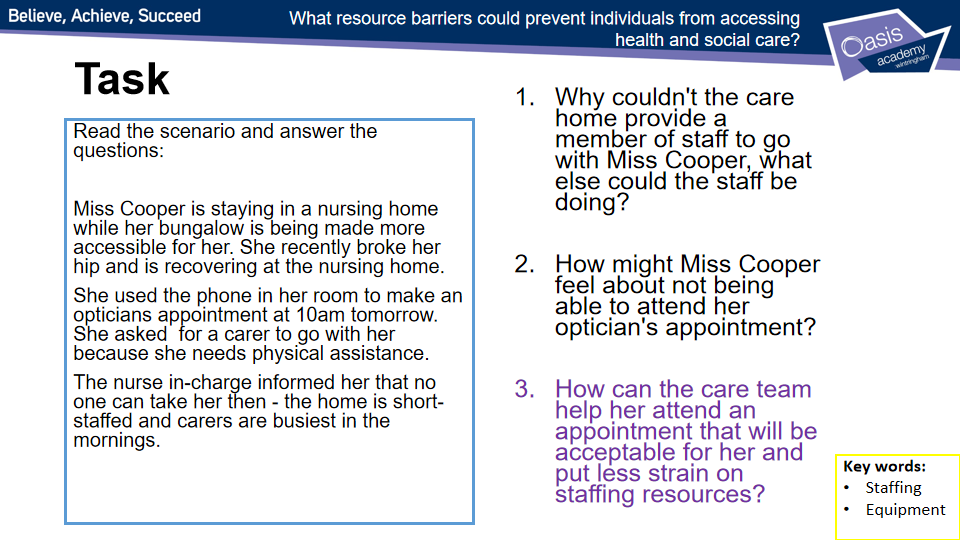 Believe, Achieve, Succeed
What resource barriers could prevent individuals from accessing
health and social care?
Oasis
academy
wintringham
Task
Read the scenario and answer the
questions:
Miss Cooper is staying in a nursing home
while her bungalow is being made more
accessible for her. She recently broke her
hip and is recovering at the nursing home.
She used the phone in her room to make an
opticians appointment at 10am tomorrow.
She asked  for a carer to go with her
because she needs physical assistance.
The nurse in-charge informed her that no
one can take her then - the home is short-
staffed and carers are busiest in the
mornings.
1. Why couldn't the care
home provide a
member of staff to go
with Miss Cooper, what
else could the staff be
doing?
2. How might Miss Cooper
feel about not being
able to attend her
optician's appointment?
3. How can the care team
help her attend an
appointment that will be
acceptable for her and
put less strain on
staffing resources?
Key words:
• Staffing
• Equipment